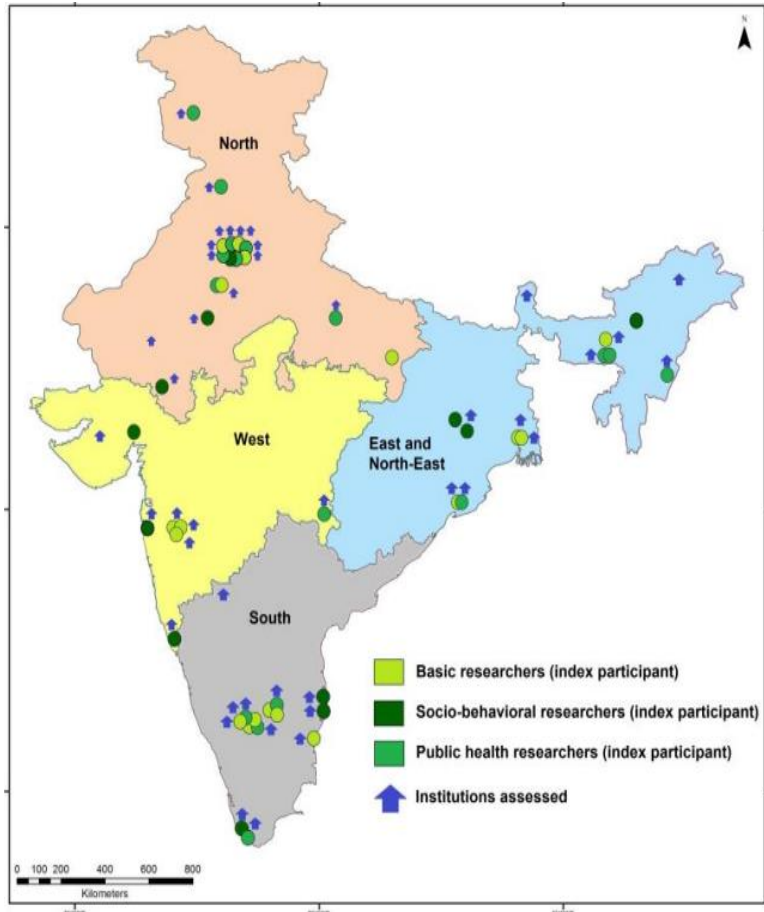 N
North
West
East and
North-East
South
Basic researchers (index participant)
Socio-behavioral researchers (index participant)
Public health researchers (index participant)
Institutions assessed
0 100 200 400 600 800
Kilometers